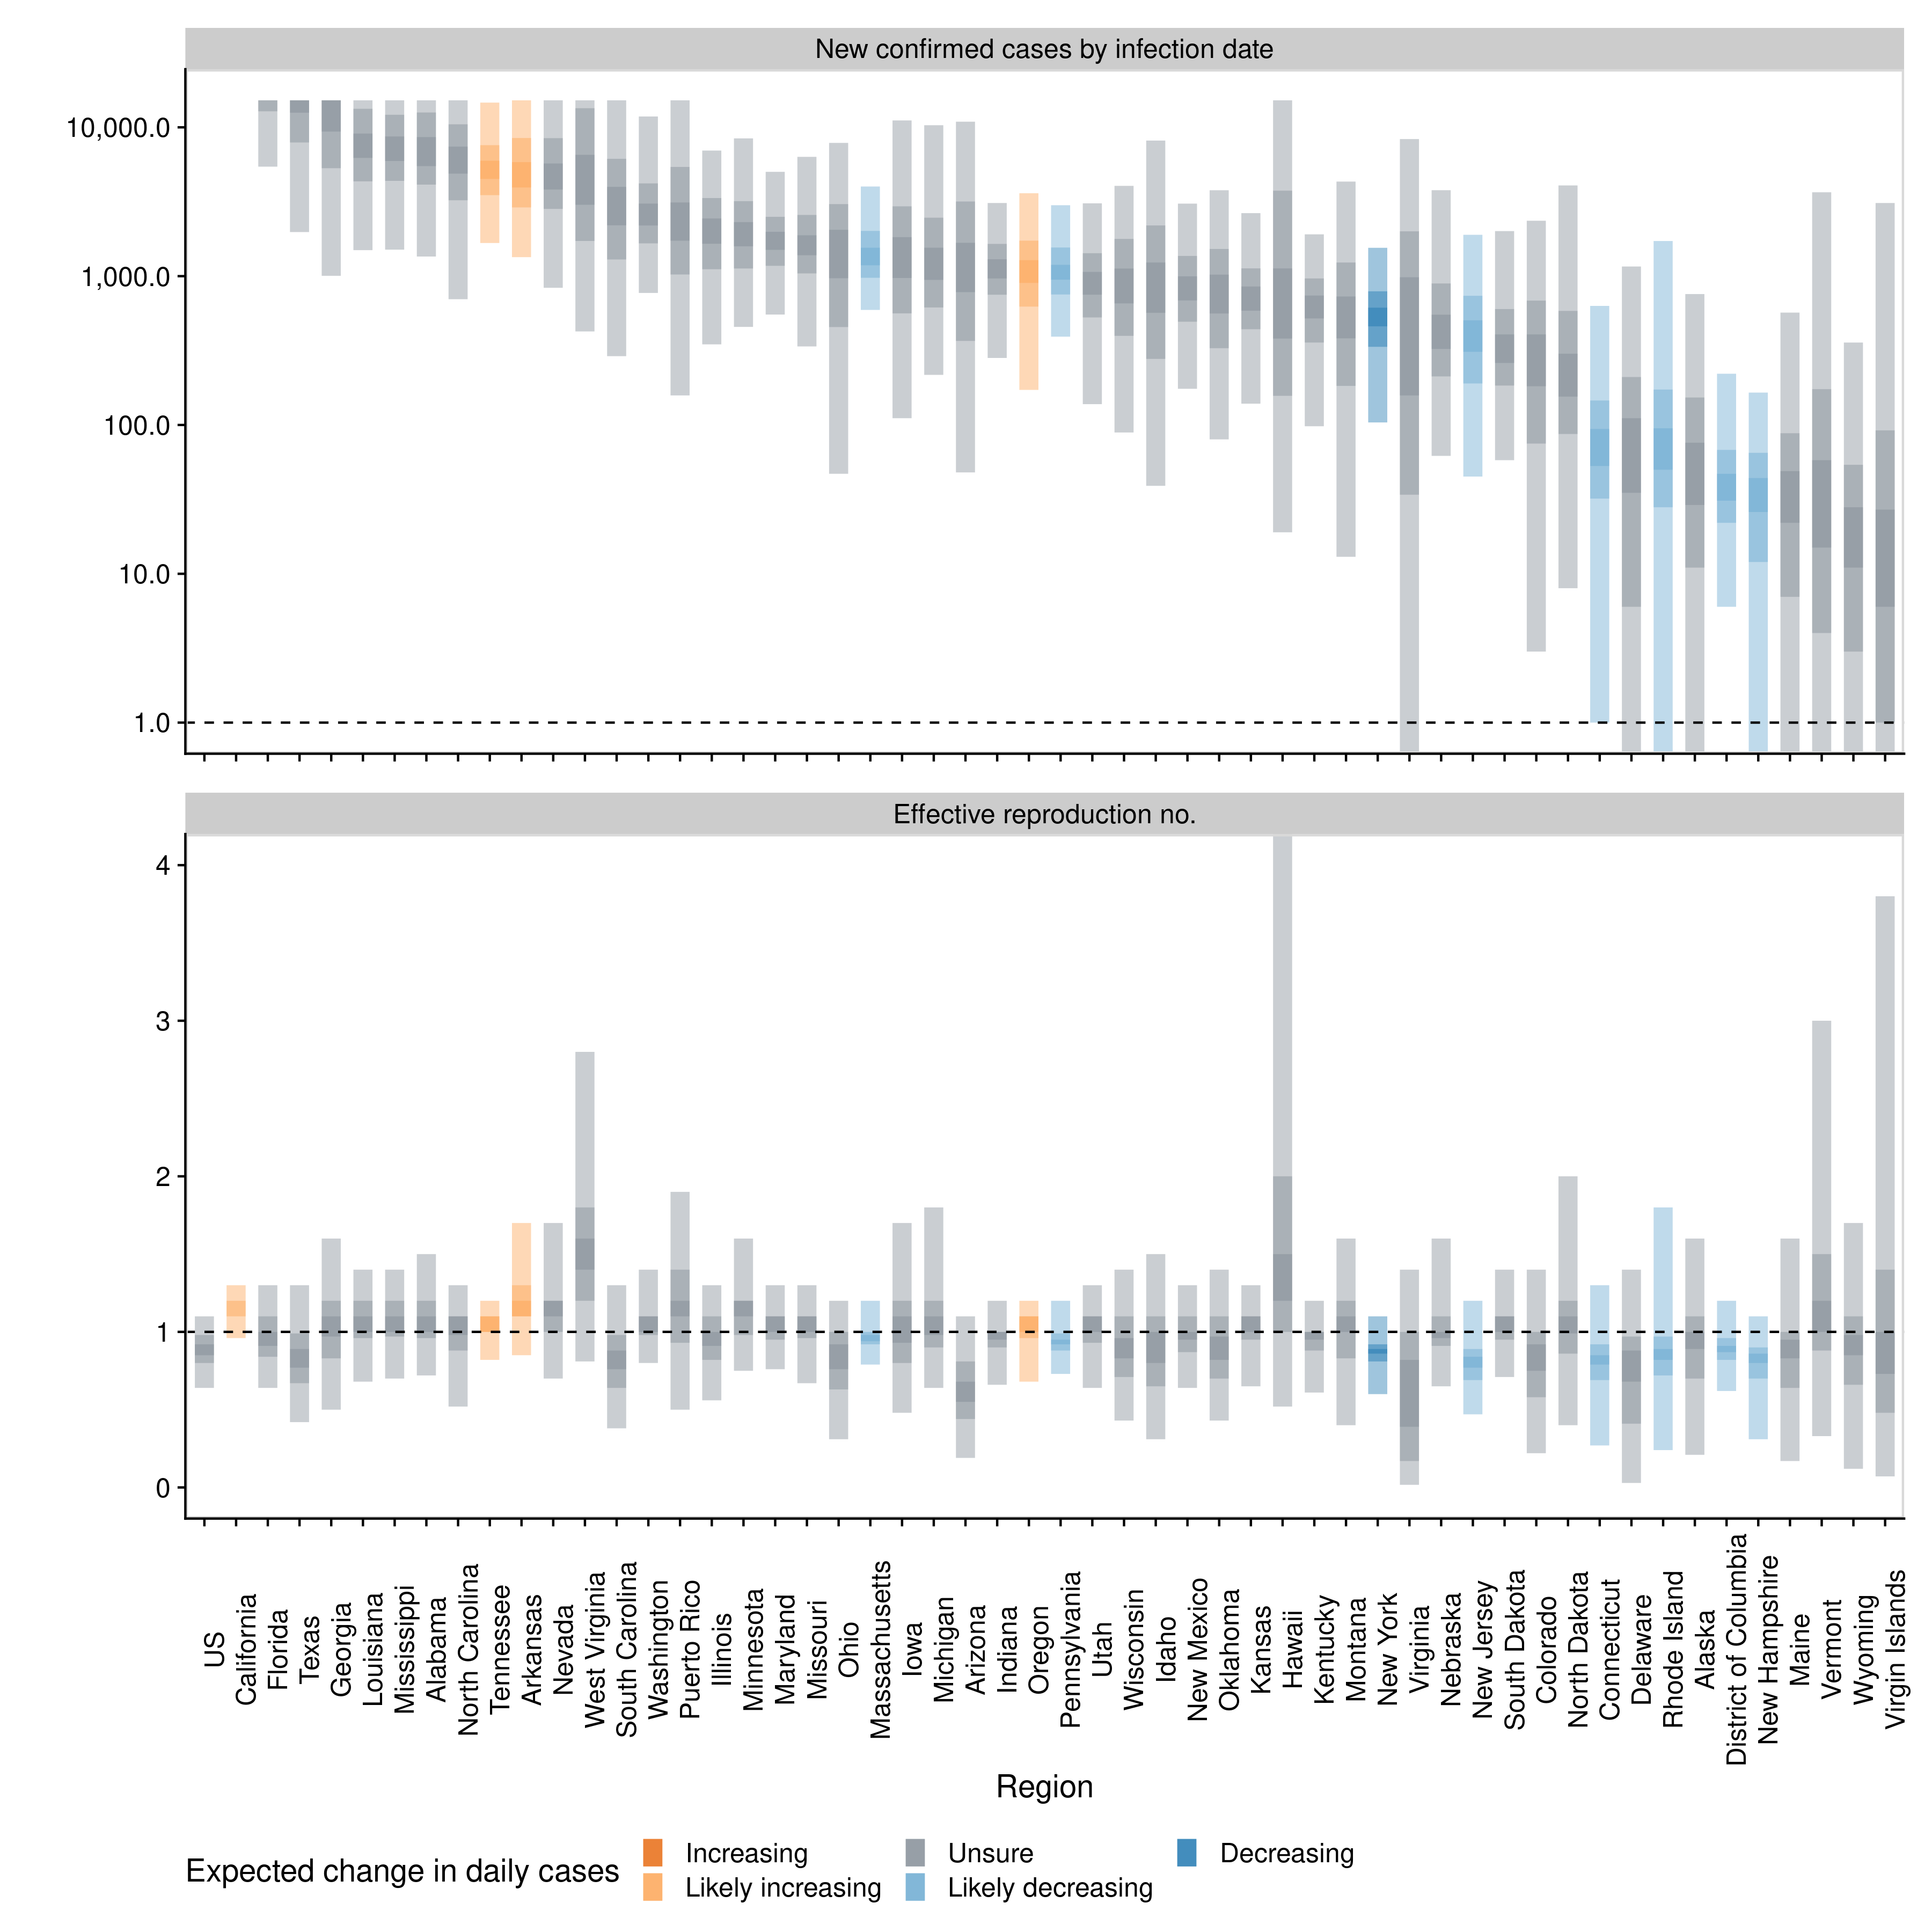 New confirmed cases by infection date
10,000.0
1,000.0
100.0
10.0
1.0
Effective reproduction no.
4
3
2
1
0
US
California
Florida
Texas
Georgia
Louisiana
Mississippi
Alabama
North Carolina
Tennessee
Arkansas
Nevada
West Virginia
South Carolina
Washington
Puerto Rico
Illinois
Minnesota
Maryland
Missouri
Ohio
Massachusetts
Iowa
Michigan
Arizona
Indiana
Oregon
Pennsylvania
Utah
Wisconsin
Idaho
New Mexico
Oklahoma
Kansas
Hawaii
Kentucky
Montana
New York
Virginia
Nebraska
New Jersey
South Dakota
Colorado
North Dakota
Connecticut
Delaware
Rhode Island
Alaska
District of Columbia
New Hampshire
Maine
Vermont
Wyoming
Virgin Islands
Region
Expected change in daily cases
Increasing
Likely increasing
Unsure
Likely decreasing
Decreasing